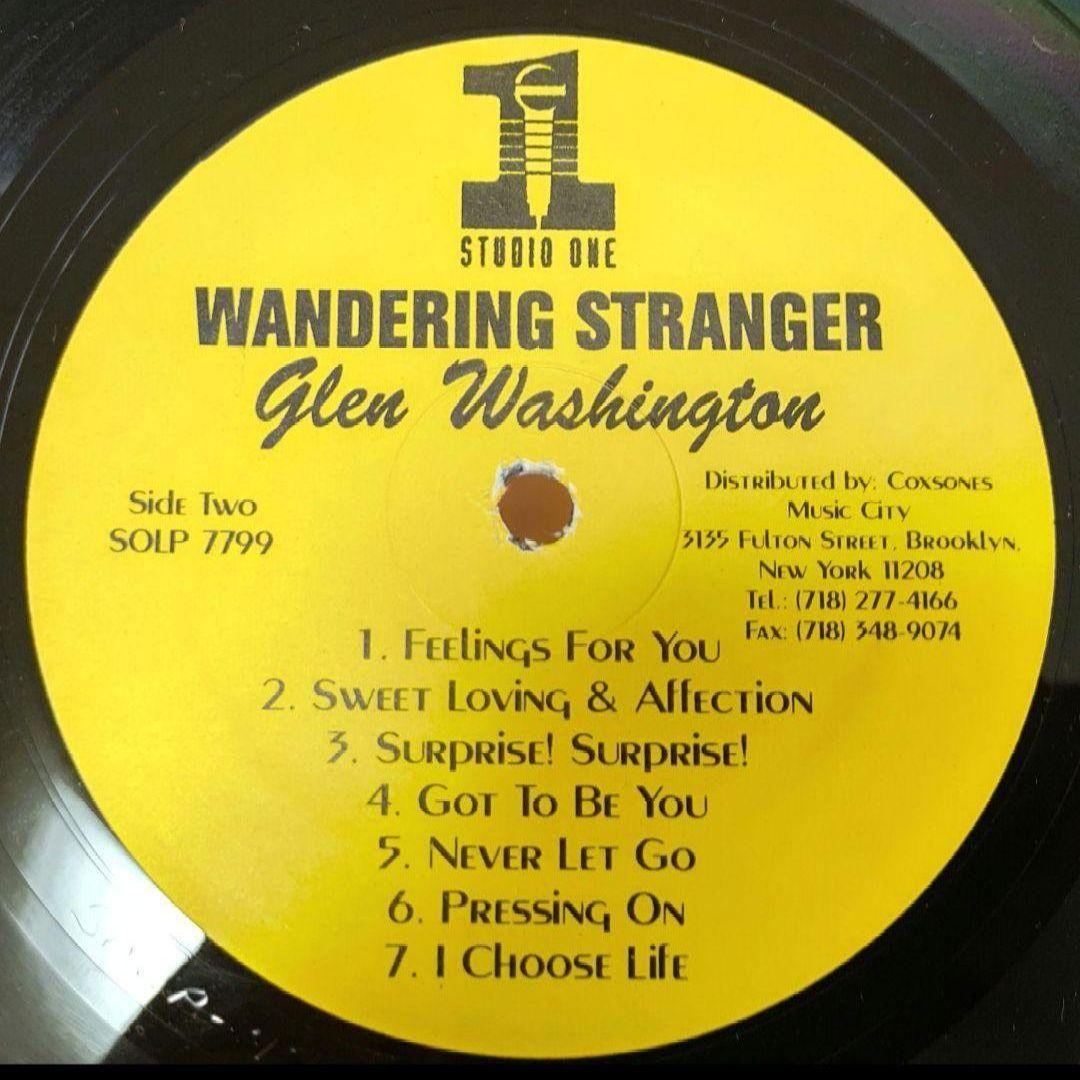 1
STUDIO ONE
WANDERING STRANGER
Glen Washington
Side Two
SOLP 7799
Distributed by: Coxsones
Music City
3135 Fulton Street, Brooklyn,
New York 11208
Tel.: (718) 277-4166
Fax: (718) 348-9074
1. Feelings For You
2. Sweet Loving & Affection
3. Surprise! Surprise!
4. Got To Be You
5. Never Let Go
6. Pressing On
7. I Choose Life